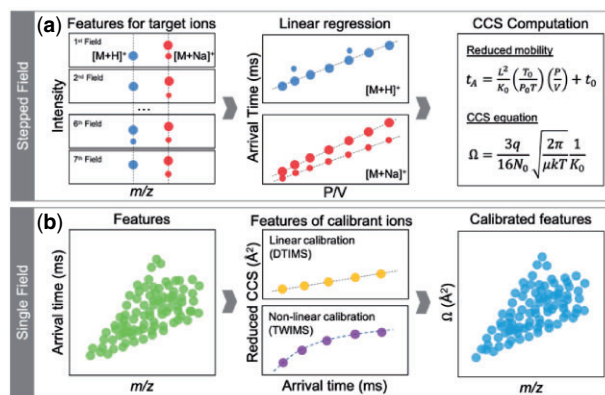 (a)
Stepped Field
Features for target ions
Intensity
1st Field
[M+H]+
[M+Na]+
2nd Field
...
6th Field
7th Field
m/z
Linear regression
Arrival Time (ms)
[M+H]+
[M+Na]+
P/V
CCS Computation
Reduced mobility
t_A = L²/K₀ (T₀/P₀T) (P/V) + t₀
CCS equation
Ω = 3q/16N₀ √(2π/μkT) 1/K₀
(b)
Single Field
Features
Arrival time (ms)
m/z
Features of calibrant ions
Reduced CCS (Å²)
Linear calibration
(DTIMS)
Non-linear calibration
(TWIMS)
Arrival time (ms)
Calibrated features
Ω (Å²)
m/z